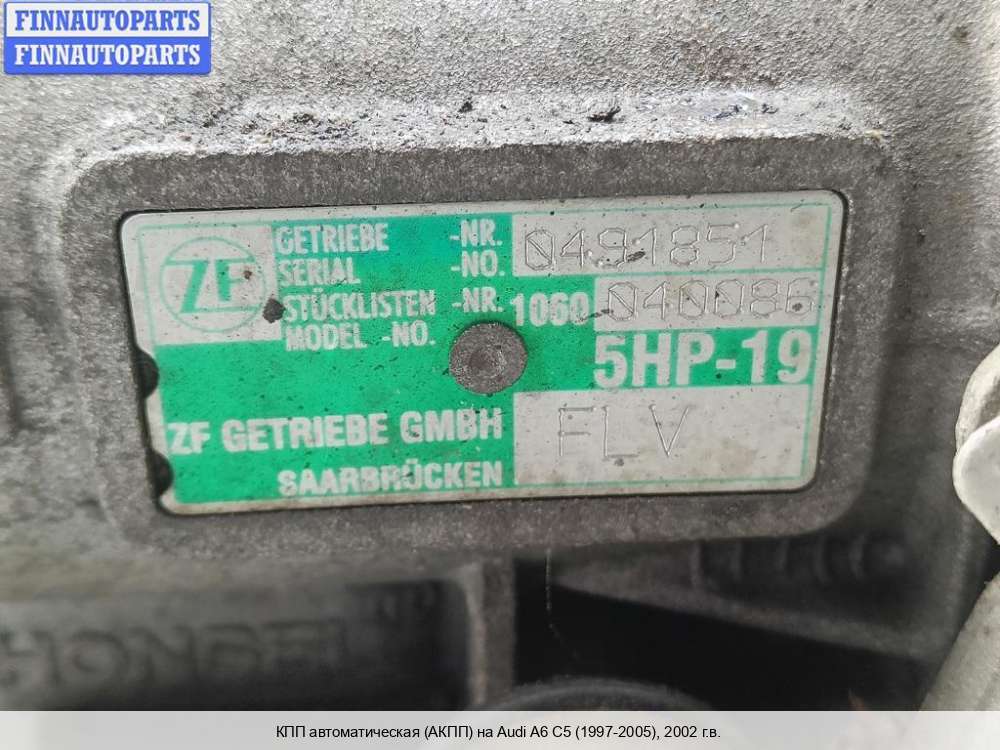 FINNAUTOPARTS
FINNAUTOPARTS
ZF
GETRIEBE -NR. 0491851
SERIAL -NO.
STÜCKLISTEN -NR. 1060 040086
MODEL -NO.
5HP-19
ZF GETRIEBE GMBH FLV
SAARBRÜCKEN
КПП автоматическая (АКПП) на Audi A6 C5 (1997-2005), 2002 г.в.